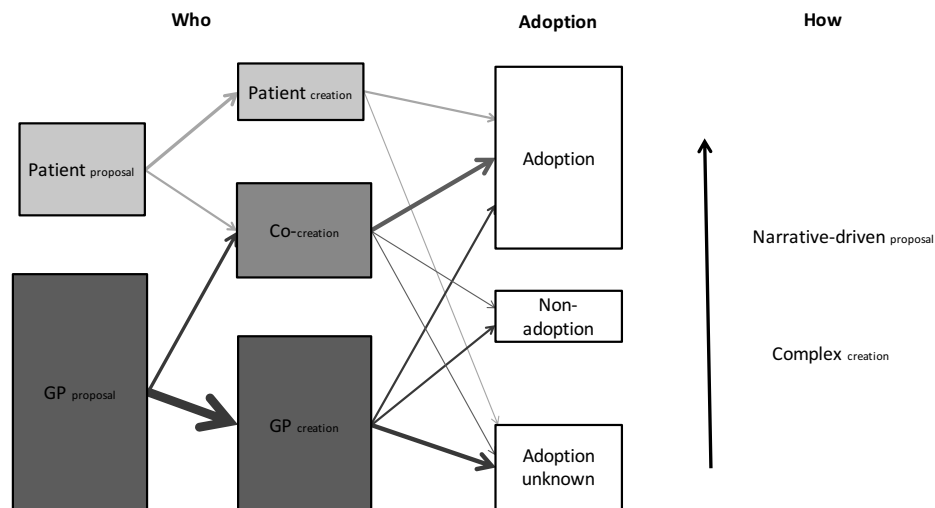 Who
Adoption
How
Patient creation
Patient proposal
Adoption
Co-creation
Narrative-driven proposal
Non-
adoption
Complex creation
GP proposal
GP creation
Adoption
unknown